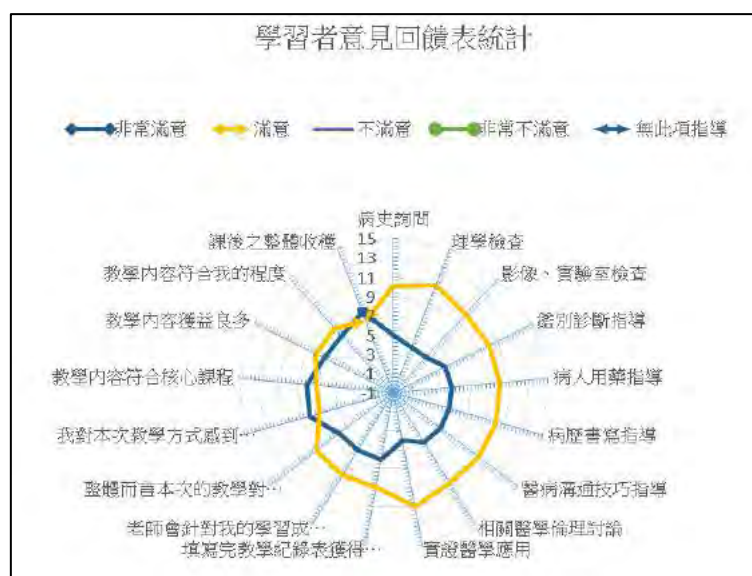 學習者意見回饋表統計
非常滿意 滿意 不滿意 非常不滿意 無此項指導
病史詢問
理學檢查
影像、實驗室檢查
鑑別診斷指導
病人用藥指導
病歷書寫指導
醫病溝通技巧指導
相關醫學倫理討論
實證醫學應用
填寫完教學紀錄表獲得…
老師會針對我的學習成…
整體而言本次的教學對…
我對本次教學方式感到…
教學內容符合核心課程
教學內容獲益良多
教學內容符合我的程度
課後之整體收穫
15
13
11
9
7
5
3
1
-1